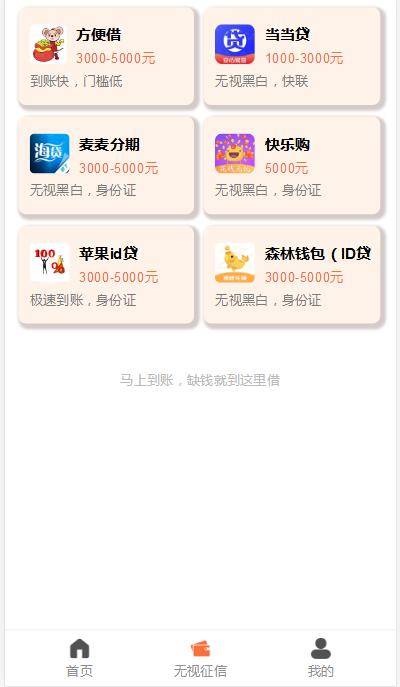 方便借
3000-5000元
到账快，门槛低
当当贷
1000-3000元
无视黑白，快联
海贷
麦麦分期
3000-5000元
无视黑白，身份证
快乐购
5000元
无视黑白，身份证
100
%
苹果id贷
3000-5000元
极速到账，身份证
森林钱包（ID贷
3000-5000元
无视黑白，身份证
马上到账，缺钱就到这里借
首页
无视征信
我的